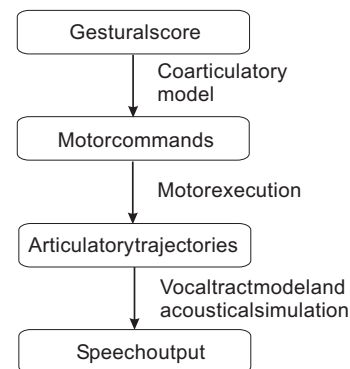 Gesturalscore
Coarticulatory
model
Motorcommands
Motorexecution
Articulatorytrajectories
Vocaltractmodeland
acousticalsimulation
Speechoutput